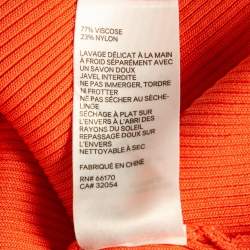 77% VISCOSE
23% NYLON
LAVAGE DÉLICAT À LA MAIN
À FROID SÉPARÉMENT AVEC
UN SAVON DOUX
JAVEL INTERDITE
NE PAS IMMERGER, TORDRE
NI FROTTER
NE PAS SÉCHER AU SÈCHE-
LINGE
SÉCHAGE À PLAT SUR
L'ENVERS À L'ABRI DES
RAYONS DU SOLEIL
REPASSAGE DOUX SUR
L'ENVERS
NETTOYABLE À SEC
FABRIQUÉ EN CHINE
RN# 66170
CA# 32054